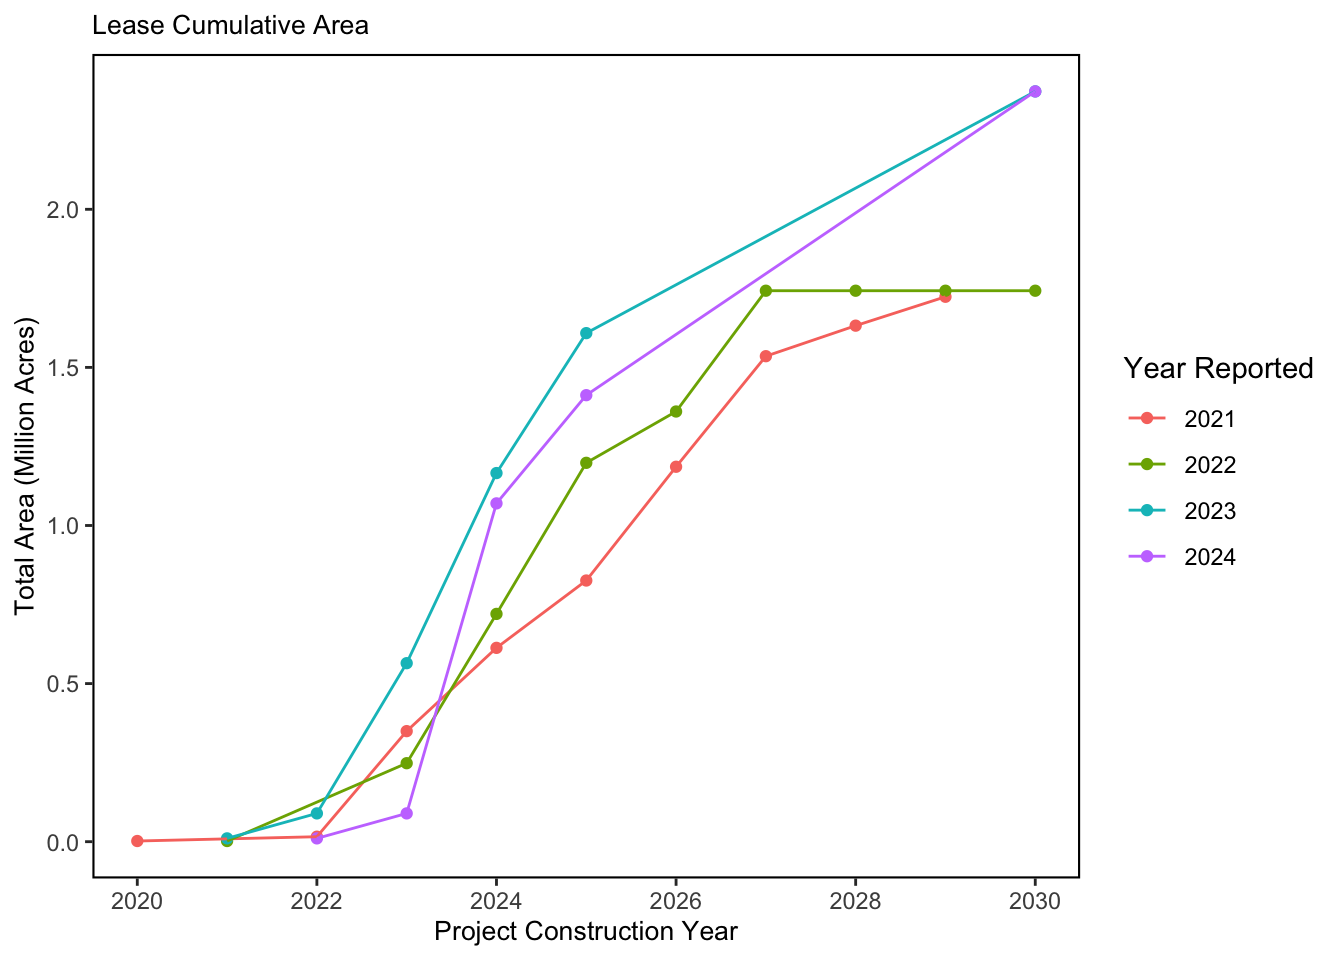 Lease Cumulative Area
Total Area (Million Acres)
2.0
1.5
1.0
0.5
0.0
2020 2022 2024 2026 2028 2030
Project Construction Year
Year Reported
2021
2022
2023
2024